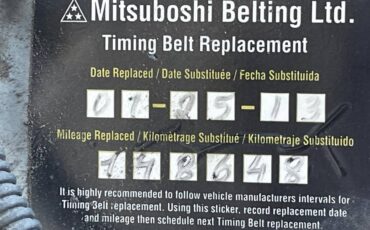 Mitsuboshi Belting Ltd.
Timing Belt Replacement
Date Replaced / Date Substituée / Fecha Substituida
07-05-13
Mileage Replaced / Kilométrage Substitué / Kilometraje Substituido
148648
It is highly recommended to follow vehicle manufacturers intervals for
Timing Belt replacement. Using this sticker, record replacement date
and mileage then schedule next Timing Belt replacement.